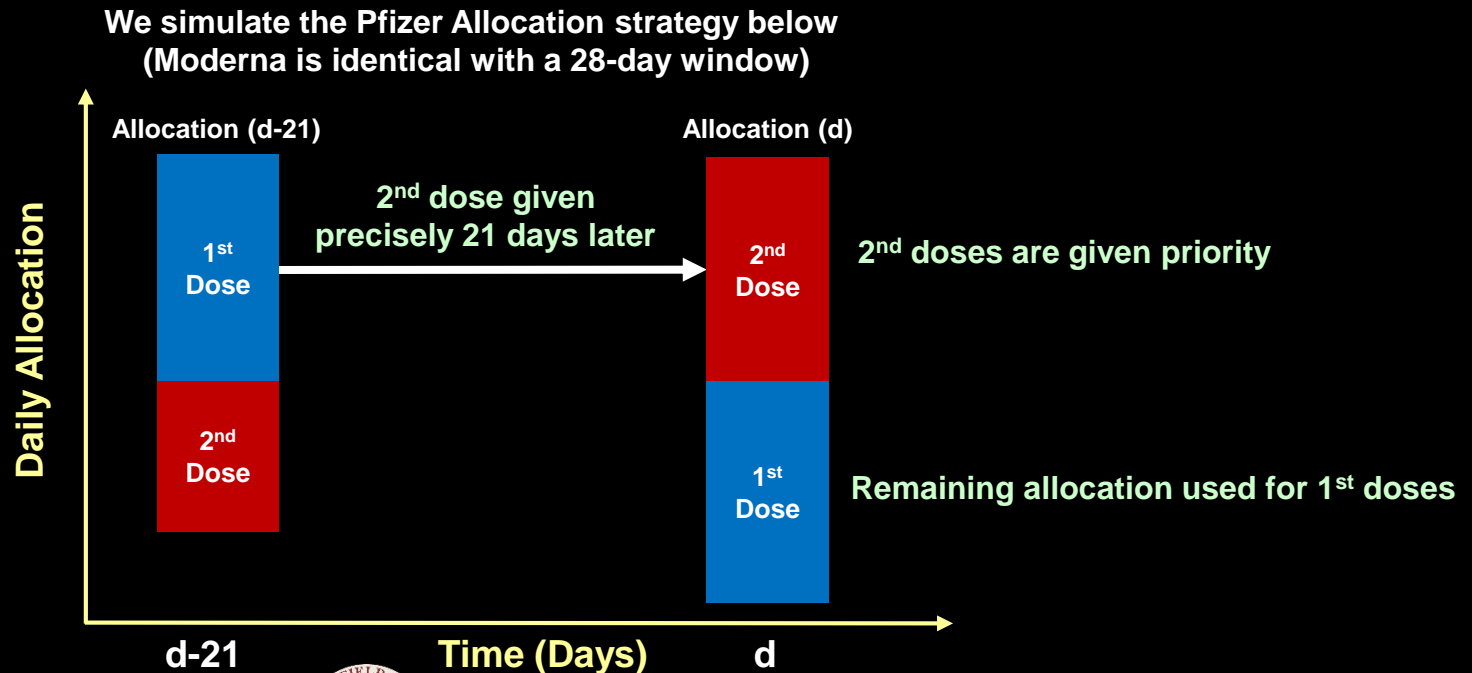 We simulate the Pfizer Allocation strategy below
(Moderna is identical with a 28-day window)
Allocation (d-21)
Allocation (d)
2nd dose given
precisely 21 days later
1st
Dose
2nd
Dose
2nd doses are given priority
Daily Allocation
2nd
Dose
1st
Dose
Remaining allocation used for 1st doses
d-21
Time (Days)
d